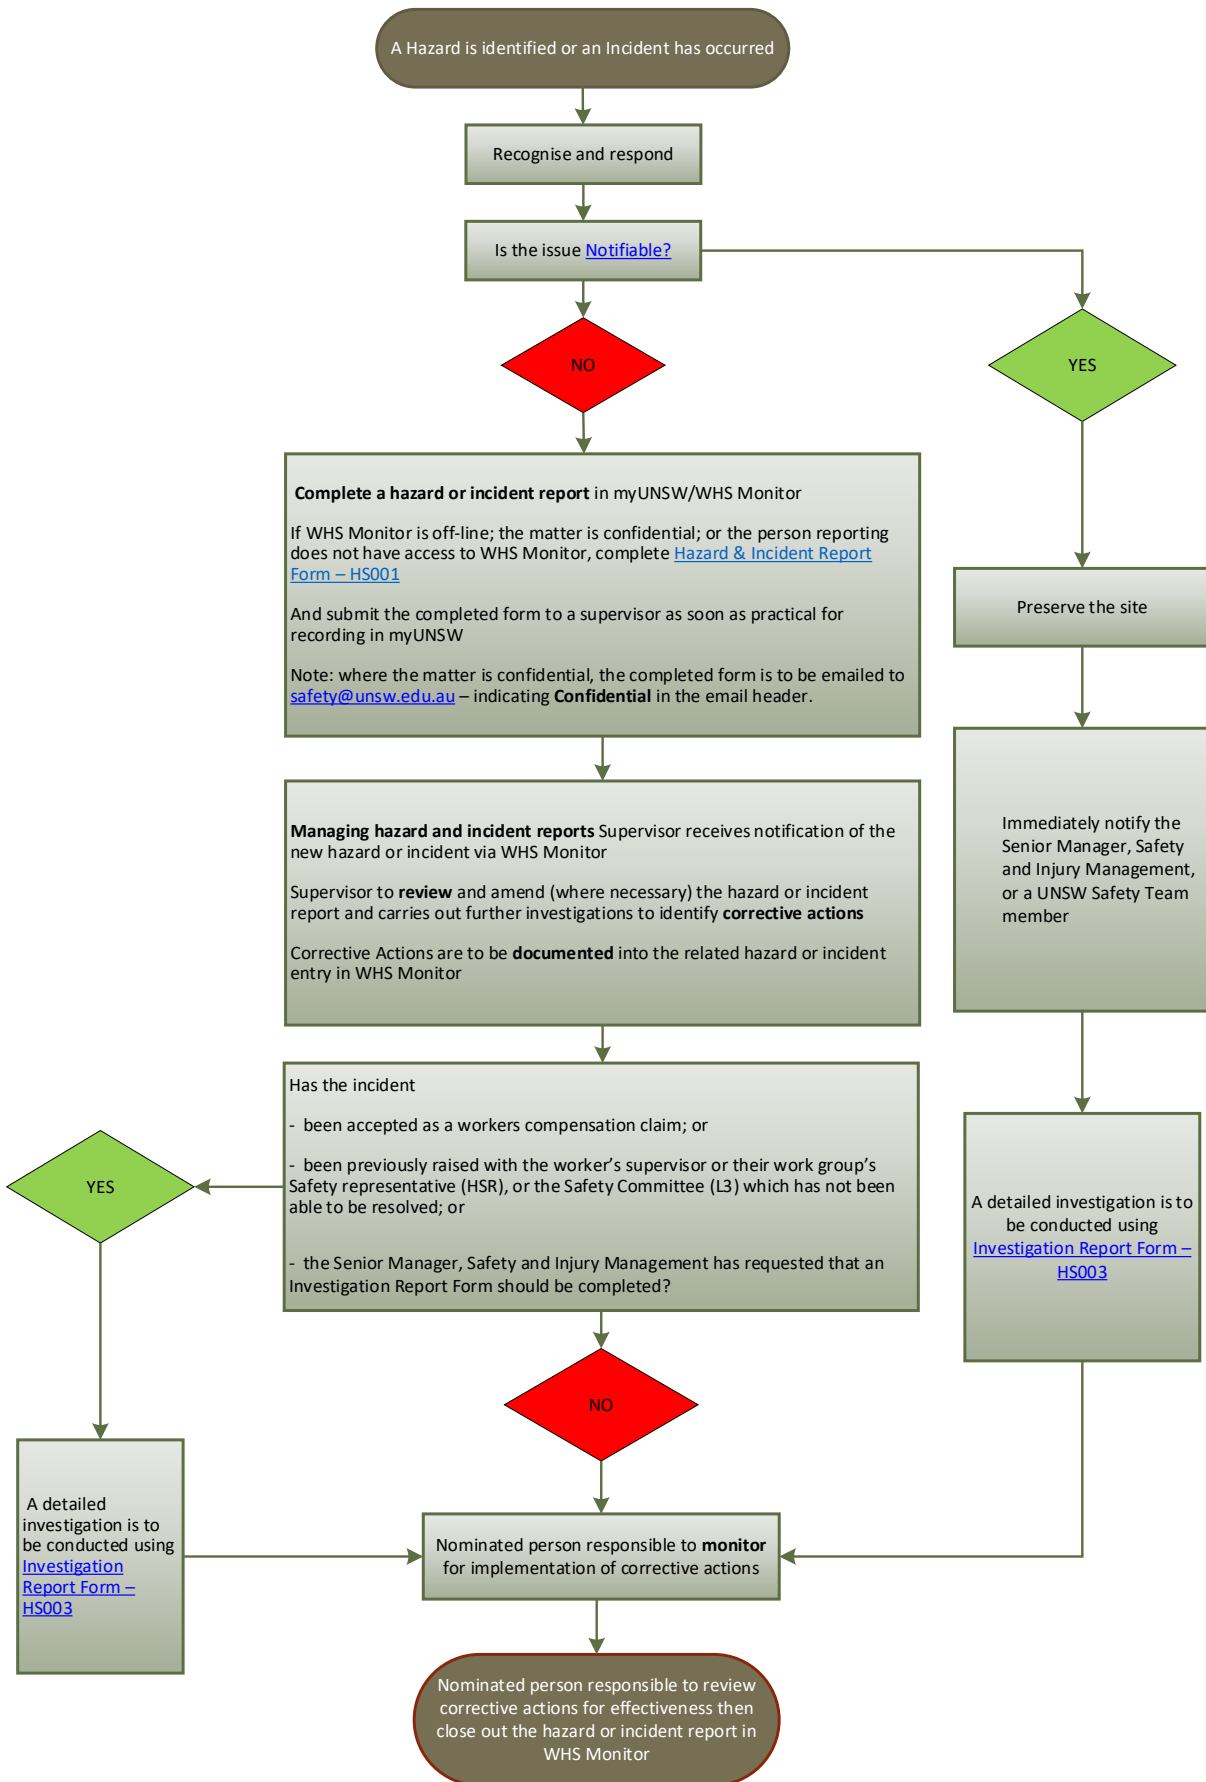 A Hazard is identified or an Incident has occurred
Recognise and respond
Is the issue Notifiable?
NO
YES
Complete a hazard or incident report in myUNSW/WHS Monitor
If WHS Monitor is off-line; the matter is confidential; or the person reporting
does not have access to WHS Monitor, complete Hazard & Incident Report
Form – HS001
And submit the completed form to a supervisor as soon as practical for
recording in myUNSW
Note: where the matter is confidential, the completed form is to be emailed to
safety@unsw.edu.au – indicating Confidential in the email header.
Preserve the site
Managing hazard and incident reports Supervisor receives notification of the
new hazard or incident via WHS Monitor
Supervisor to review and amend (where necessary) the hazard or incident
report and carries out further investigations to identify corrective actions
Corrective Actions are to be documented into the related hazard or incident
entry in WHS Monitor
Immediately notify the
Senior Manager, Safety
and Injury Management,
or a UNSW Safety Team
member
Has the incident
- been accepted as a workers compensation claim; or
- been previously raised with the worker’s supervisor or their work group’s
Safety representative (HSR), or the Safety Committee (L3) which has not been
able to be resolved; or
- the Senior Manager, Safety and Injury Management has requested that an
Investigation Report Form should be completed?
YES
A detailed investigation is to
be conducted using
Investigation Report Form –
HS003
NO
A detailed
investigation is to
be conducted using
Investigation
Report Form –
HS003
Nominated person responsible to monitor
for implementation of corrective actions
Nominated person responsible to review
corrective actions for effectiveness then
close out the hazard or incident report in
WHS Monitor